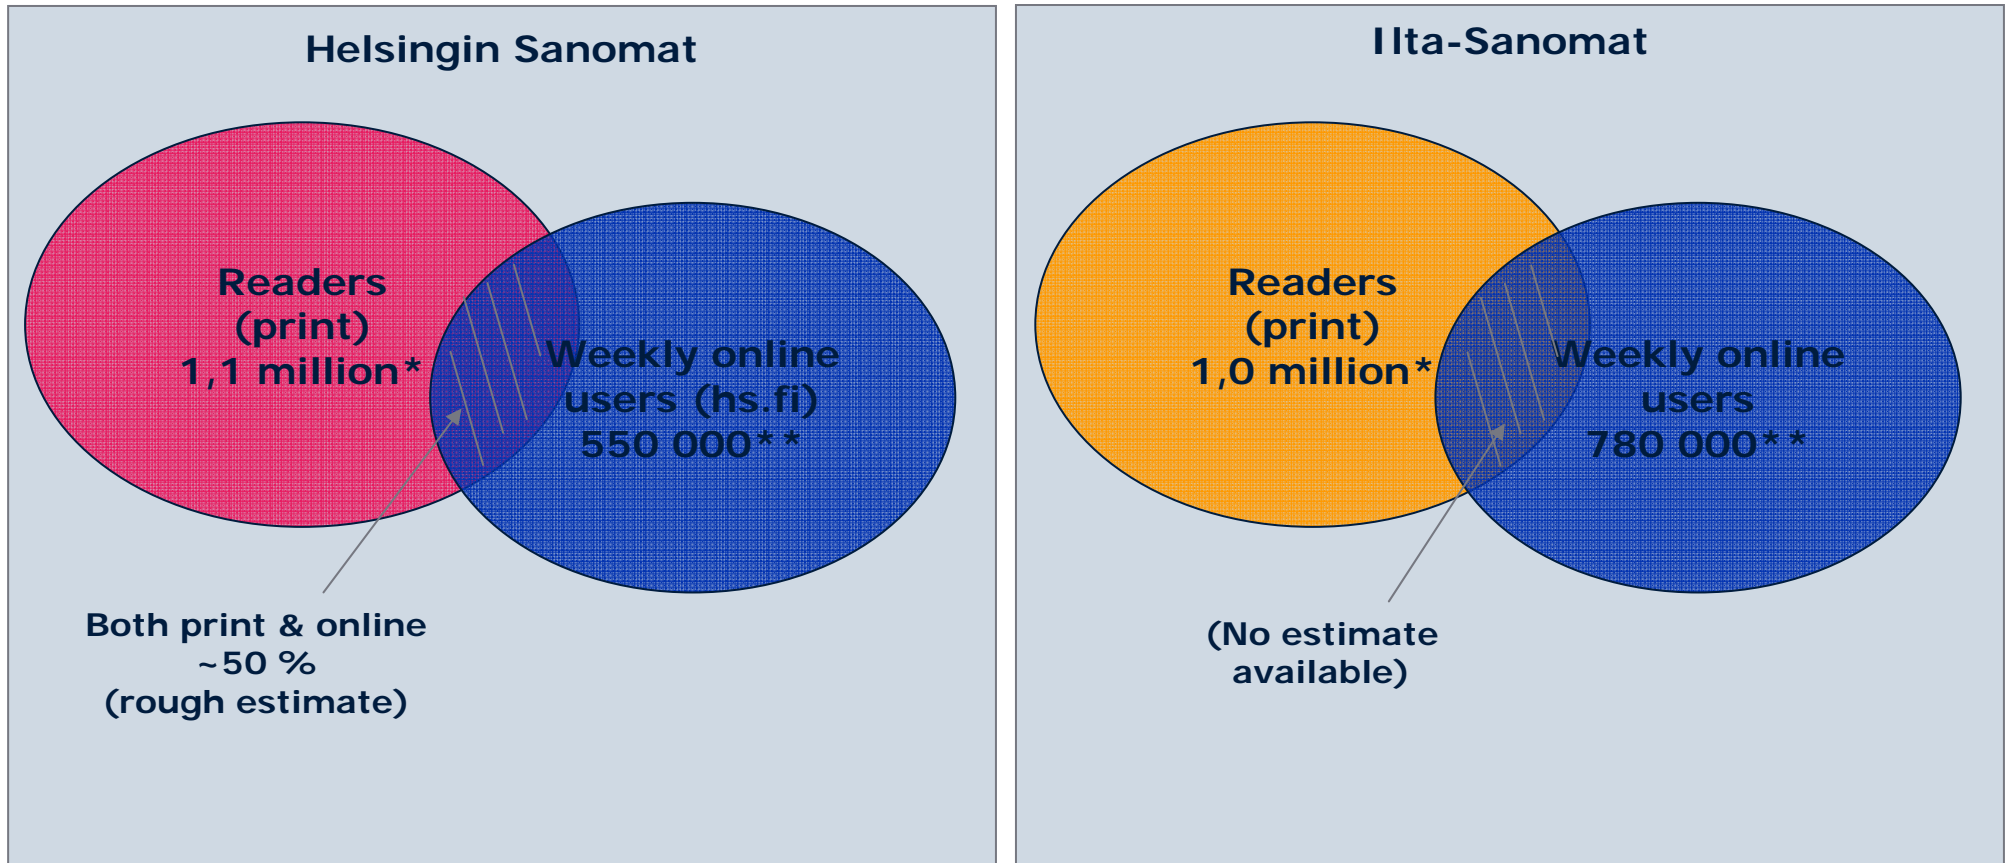 Helsingin Sanomat
Readers
(print)
1,1 million*
Weekly online
users (hs.fi)
550 000**
Both print & online
~50 %
(rough estimate)
Ilta-Sanomat
Readers
(print)
1,0 million*
Weekly online
users
780 000**
(No estimate
available)